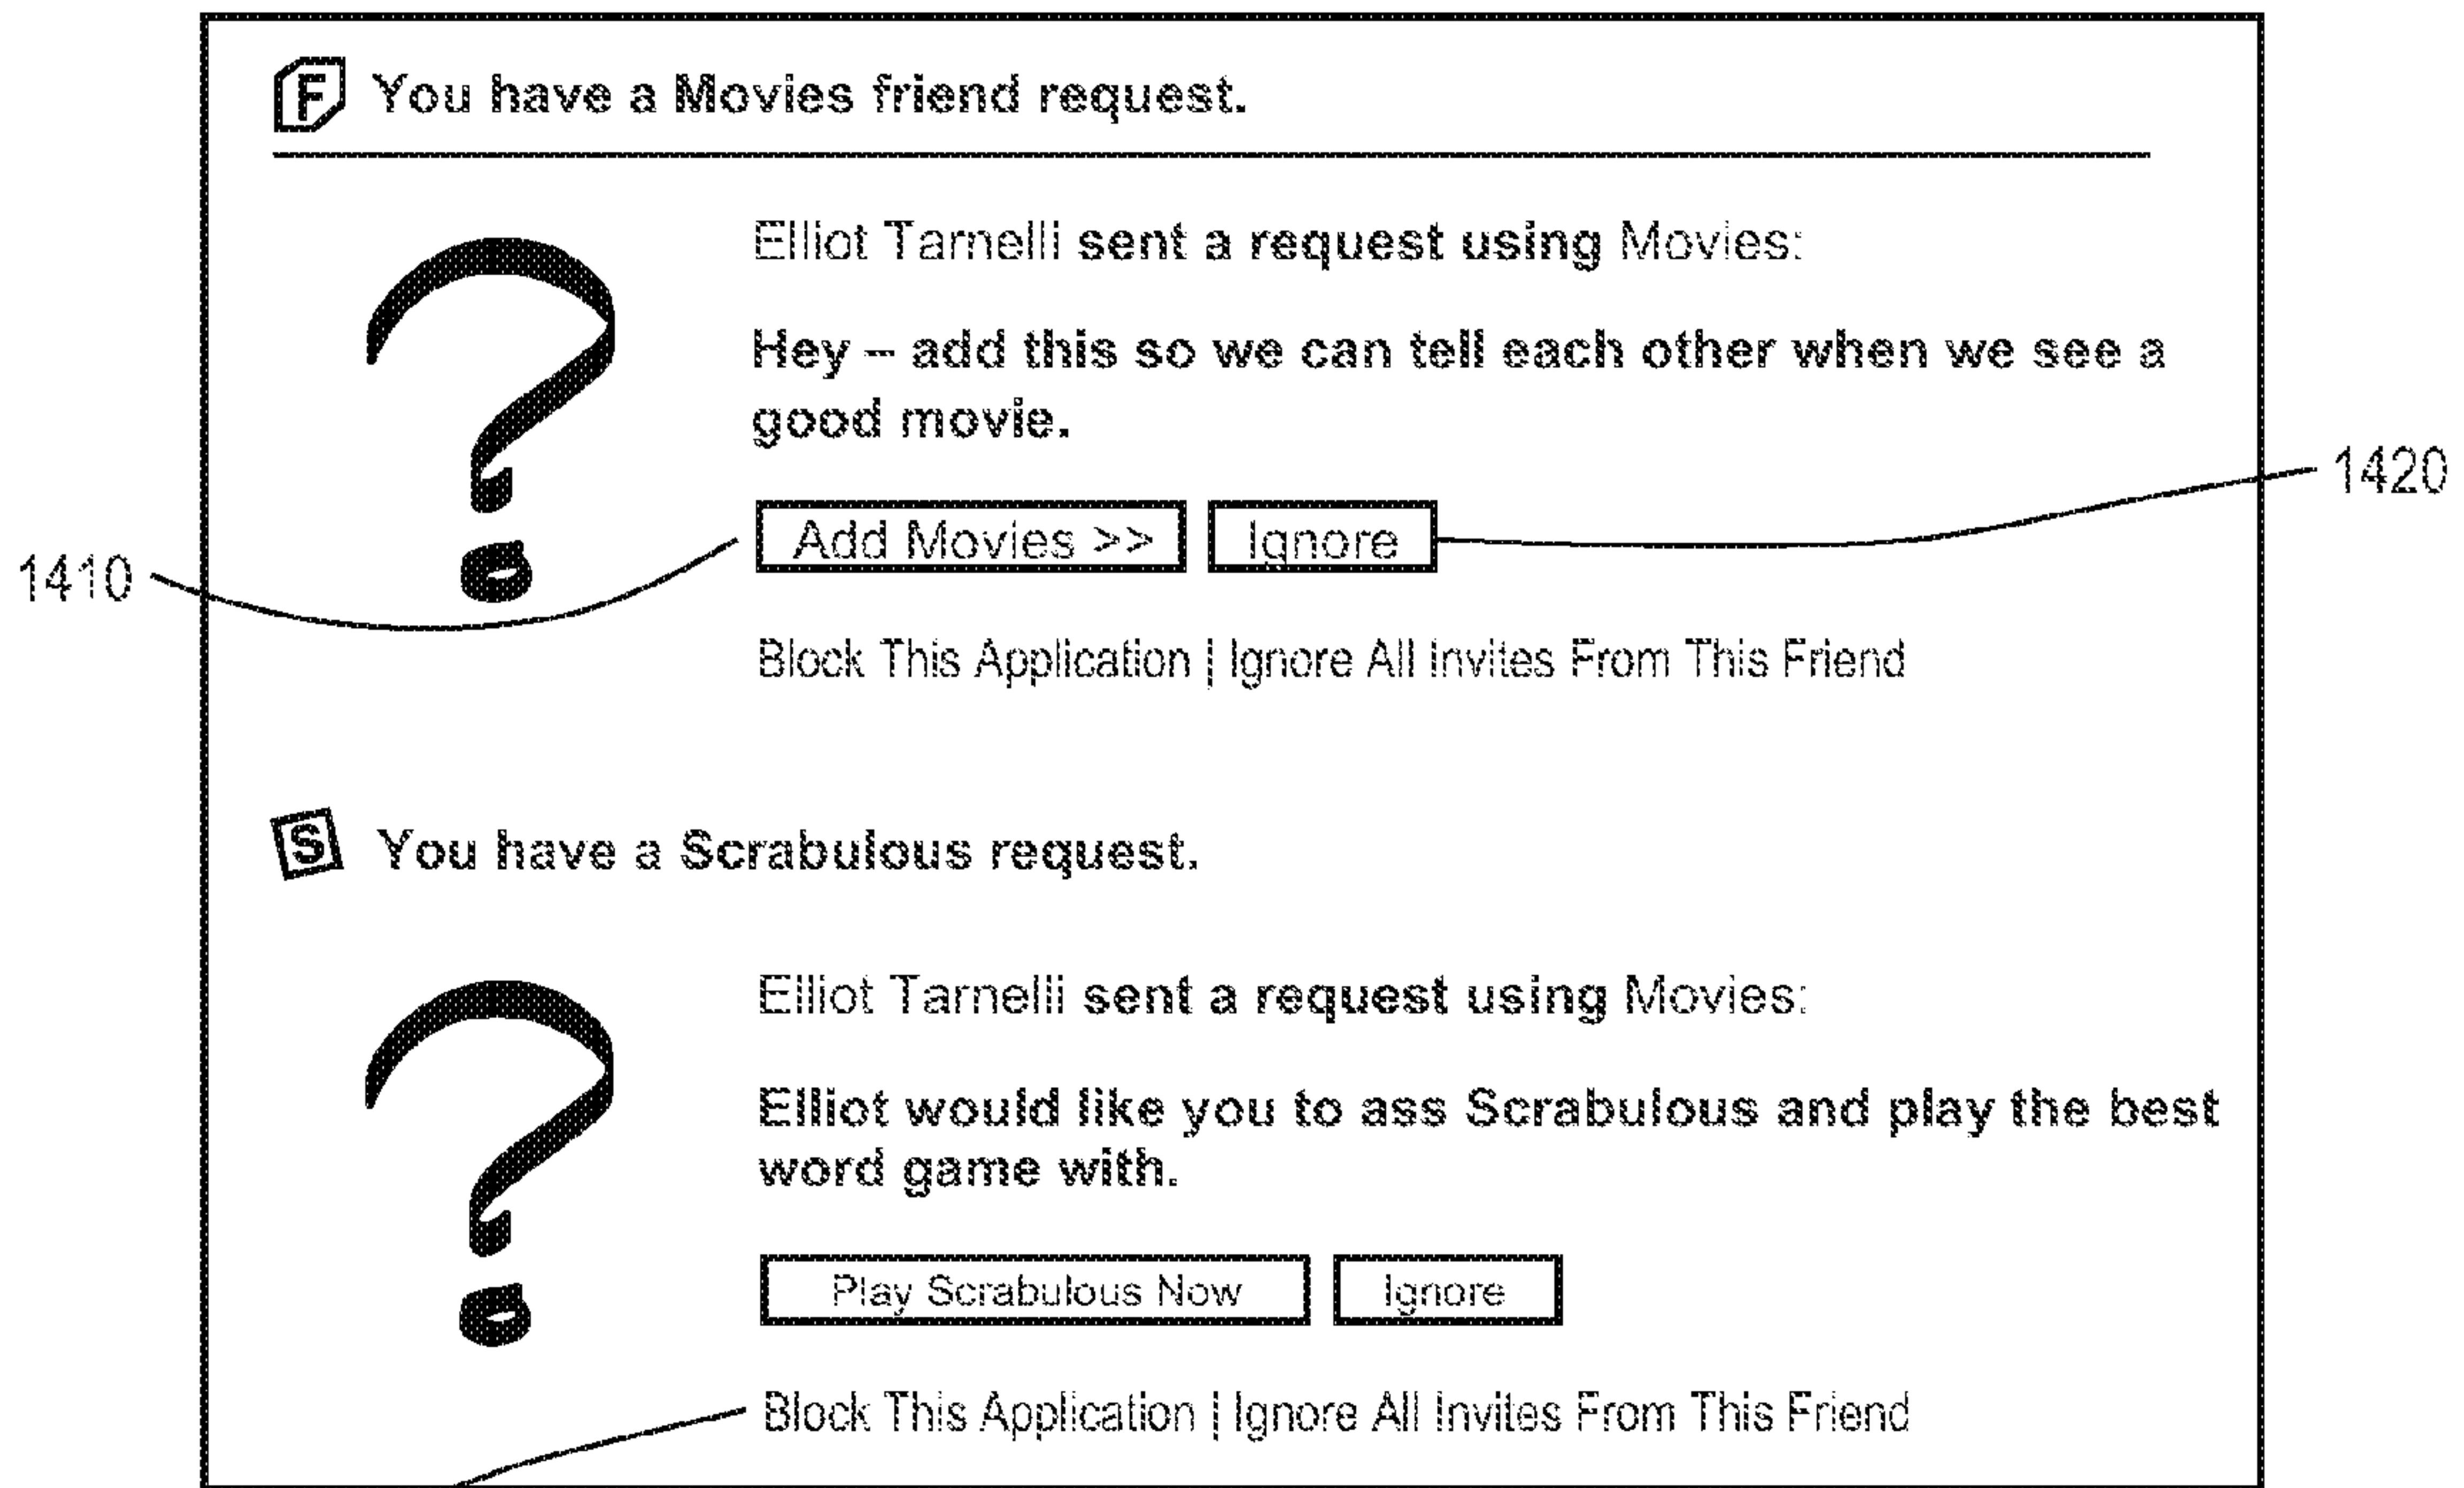 F You have a Movies friend request.
Elliot Tarnelli sent a request using Movies:
Hey – add this so we can tell each other when we see a
good movie.
1420
Add Movies >> Ignore
1410
Block This Application | Ignore All Invites From This Friend
S You have a Scrabulous request.
Elliot Tarnelli sent a request using Movies:
Elliot would like you to ass Scrabulous and play the best
word game with.
Play Scrabulous Now Ignore
Block This Application | Ignore All Invites From This Friend